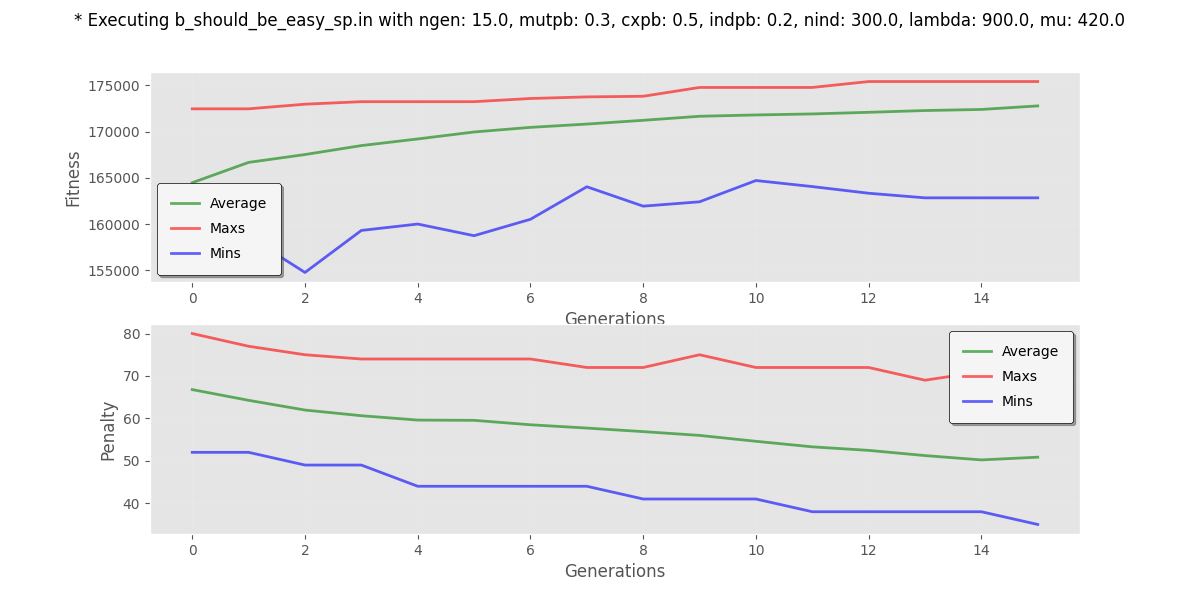 * Executing b_should_be_easy_sp.in with ngen: 15.0, mutpb: 0.3, cxpb: 0.5, indpb: 0.2, nind: 300.0, lambda: 900.0, mu: 420.0
175000
170000
165000
160000
155000
Fitness
Average
Maxs
Mins
0 2 4 6 8 10 12 14
Generations
80
70
60
50
40
Penalty
Average
Maxs
Mins
0 2 4 6 8 10 12 14
Generations